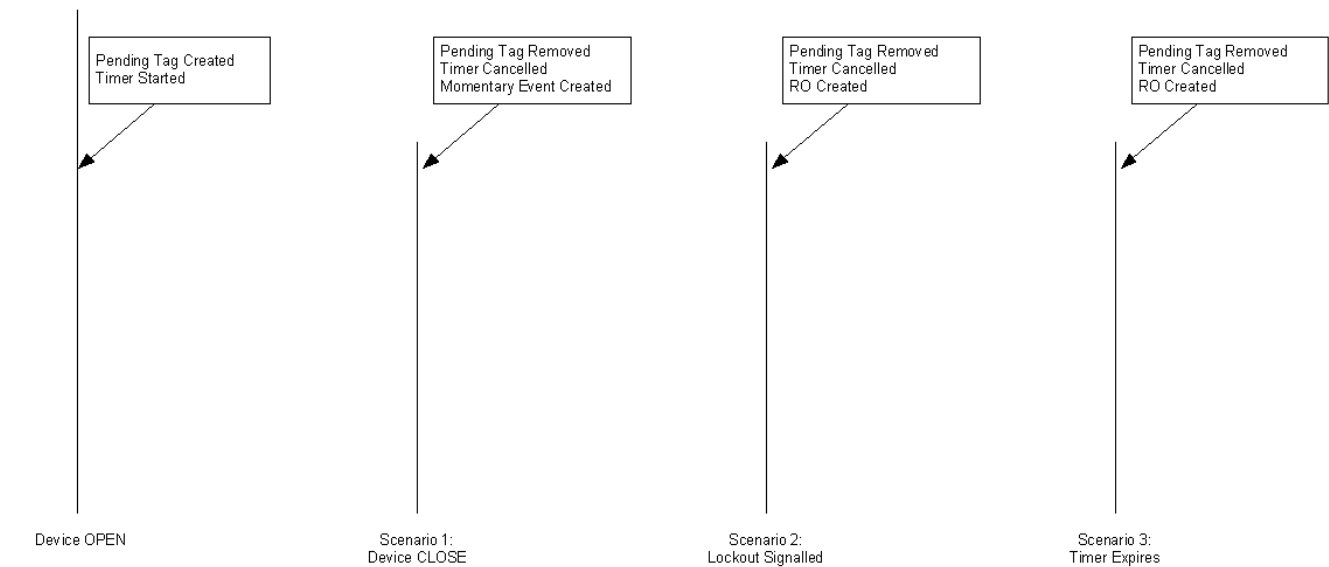 Pending Tag Created
Timer Started
Pending Tag Removed
Timer Cancelled
Momentary Event Created
Pending Tag Removed
Timer Cancelled
RO Created
Pending Tag Removed
Timer Cancelled
RO Created
Device OPEN
Scenario 1:
Device CLOSE
Scenario 2:
Lockout Signalled
Scenario 3:
Timer Expires